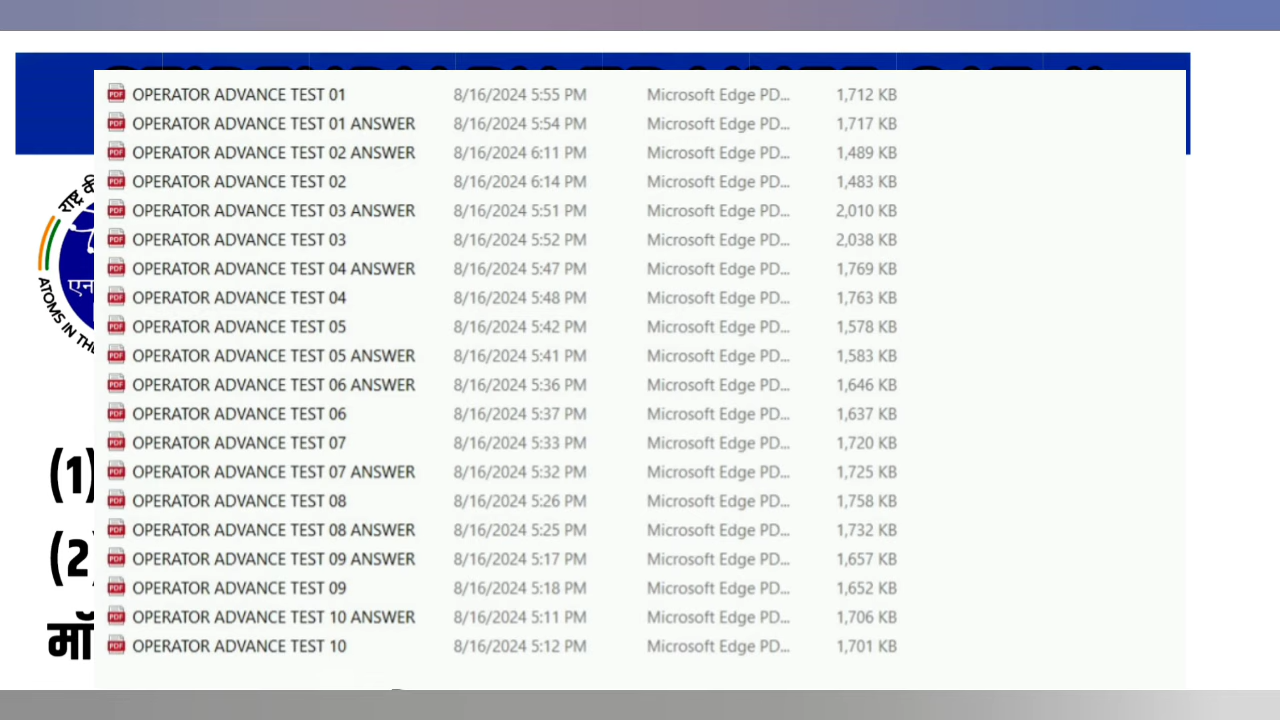 OPERATOR ADVANCE TEST 01 8/16/2024 5:55 PM Microsoft Edge PD... 1,712 KB
OPERATOR ADVANCE TEST 01 ANSWER 8/16/2024 5:54 PM Microsoft Edge PD... 1,717 KB
OPERATOR ADVANCE TEST 02 ANSWER 8/16/2024 6:11 PM Microsoft Edge PD... 1,489 KB
OPERATOR ADVANCE TEST 02 8/16/2024 6:14 PM Microsoft Edge PD... 1,483 KB
OPERATOR ADVANCE TEST 03 ANSWER 8/16/2024 5:51 PM Microsoft Edge PD... 2,010 KB
OPERATOR ADVANCE TEST 03 8/16/2024 5:52 PM Microsoft Edge PD... 2,038 KB
OPERATOR ADVANCE TEST 04 ANSWER 8/16/2024 5:47 PM Microsoft Edge PD... 1,769 KB
OPERATOR ADVANCE TEST 04 8/16/2024 5:48 PM Microsoft Edge PD... 1,763 KB
OPERATOR ADVANCE TEST 05 8/16/2024 5:42 PM Microsoft Edge PD... 1,578 KB
OPERATOR ADVANCE TEST 05 ANSWER 8/16/2024 5:41 PM Microsoft Edge PD... 1,583 KB
OPERATOR ADVANCE TEST 06 ANSWER 8/16/2024 5:36 PM Microsoft Edge PD... 1,646 KB
OPERATOR ADVANCE TEST 06 8/16/2024 5:37 PM Microsoft Edge PD... 1,637 KB
OPERATOR ADVANCE TEST 07 8/16/2024 5:33 PM Microsoft Edge PD... 1,720 KB
OPERATOR ADVANCE TEST 07 ANSWER 8/16/2024 5:32 PM Microsoft Edge PD... 1,725 KB
OPERATOR ADVANCE TEST 08 8/16/2024 5:26 PM Microsoft Edge PD... 1,758 KB
OPERATOR ADVANCE TEST 08 ANSWER 8/16/2024 5:25 PM Microsoft Edge PD... 1,732 KB
OPERATOR ADVANCE TEST 09 ANSWER 8/16/2024 5:17 PM Microsoft Edge PD... 1,657 KB
OPERATOR ADVANCE TEST 09 8/16/2024 5:18 PM Microsoft Edge PD... 1,652 KB
OPERATOR ADVANCE TEST 10 ANSWER 8/16/2024 5:11 PM Microsoft Edge PD... 1,706 KB
OPERATOR ADVANCE TEST 10 8/16/2024 5:12 PM Microsoft Edge PD... 1,701 KB
राष्ट्र की
ATOMS IN THE
(1)
(2)